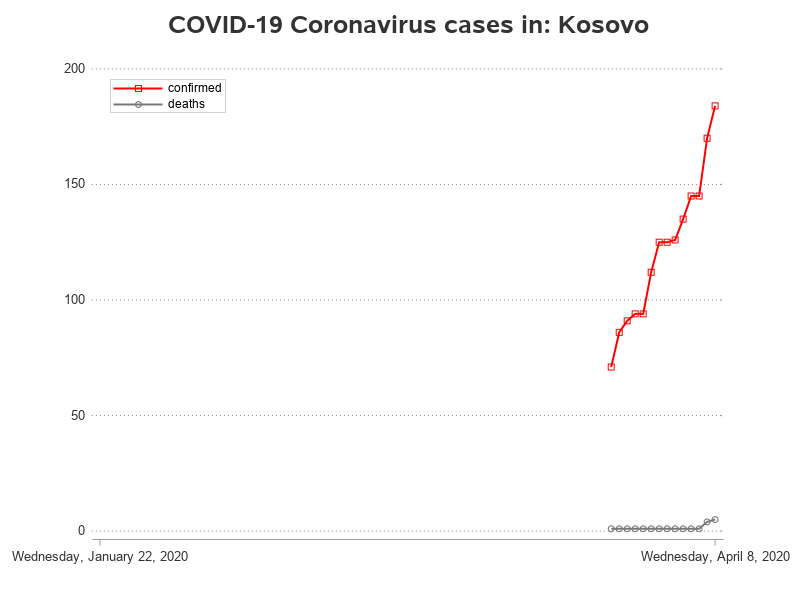 COVID-19 Coronavirus cases in: Kosovo
200
confirmed
deaths
150
100
50
0
Wednesday, January 22, 2020 Wednesday, April 8, 2020